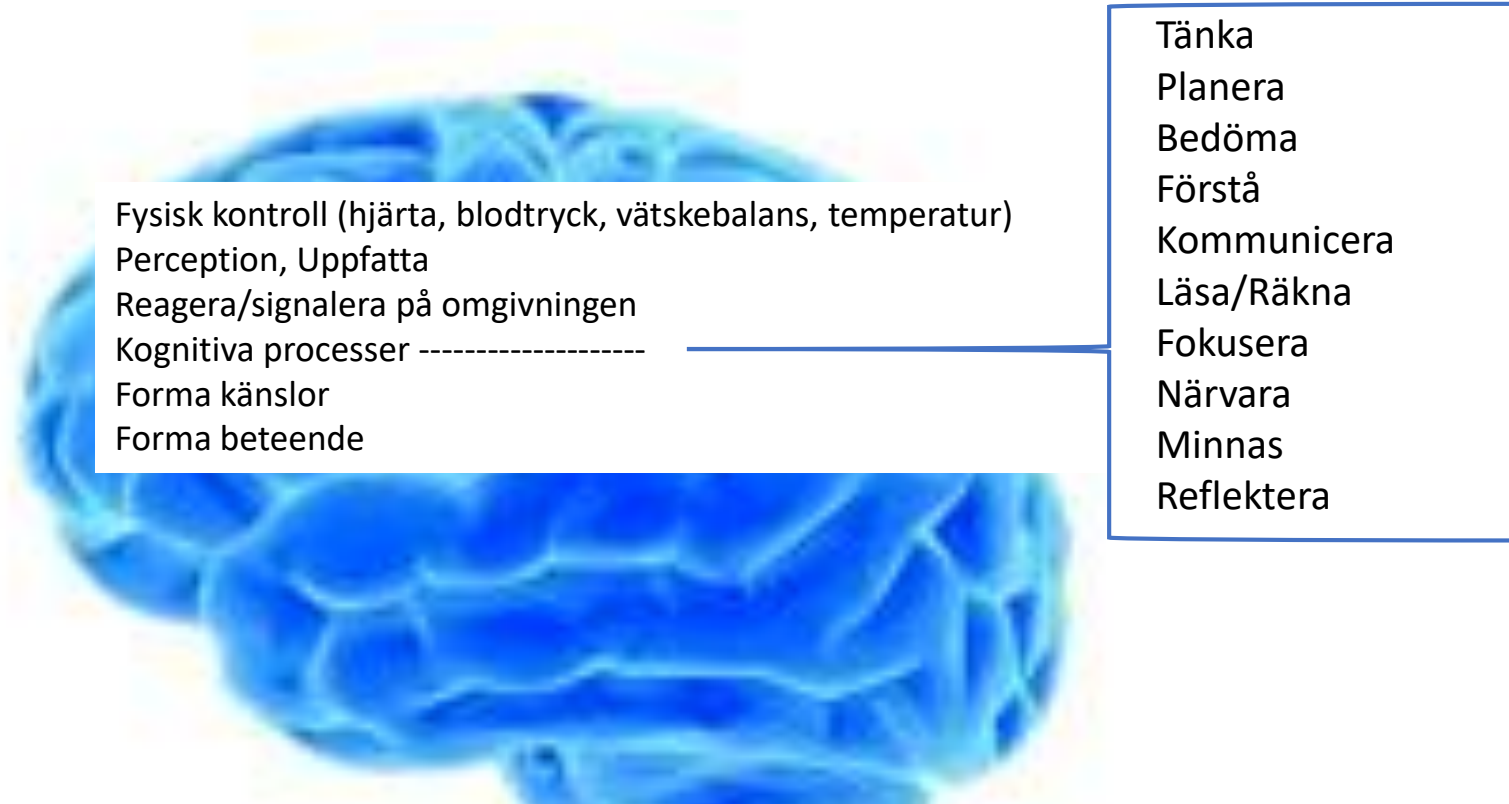 Fysisk kontroll (hjärta, blodtryck, vätskebalans, temperatur)
Perception, Uppfatta
Reagera/signalera på omgivningen
Kognitiva processer --------------------
Forma känslor
Forma beteende
Tänka
Planera
Bedöma
Förstå
Kommunicera
Läsa/Räkna
Fokusera
Närvara
Minnas
Reflektera